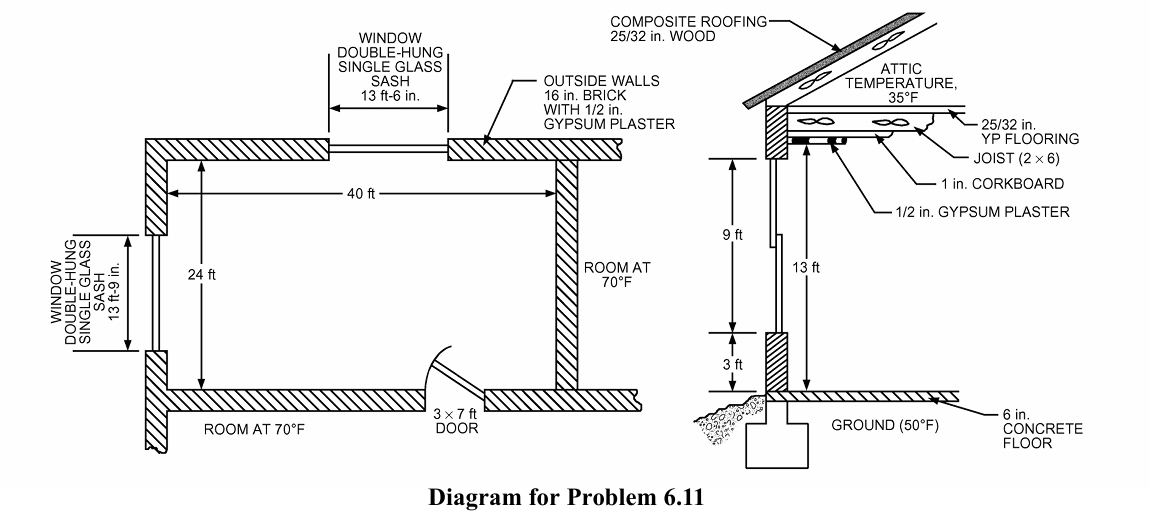 WINDOW
DOUBLE-HUNG
SINGLE GLASS
SASH
13 ft-6 in.
OUTSIDE WALLS
16 in. BRICK
WITH 1/2 in.
GYPSUM PLASTER
40 ft
24 ft
WINDOW
DOUBLE-HUNG
SINGLE GLASS
SASH
13 ft-9 in.
ROOM AT
70°F
3 × 7 ft
DOOR
ROOM AT 70°F
COMPOSITE ROOFING
25/32 in. WOOD
ATTIC
TEMPERATURE,
35°F
25/32 in.
YP FLOORING
JOIST (2 × 6)
1 in. CORKBOARD
1/2 in. GYPSUM PLASTER
9 ft
13 ft
3 ft
6 in.
CONCRETE
FLOOR
GROUND (50°F)
Diagram for Problem 6.11